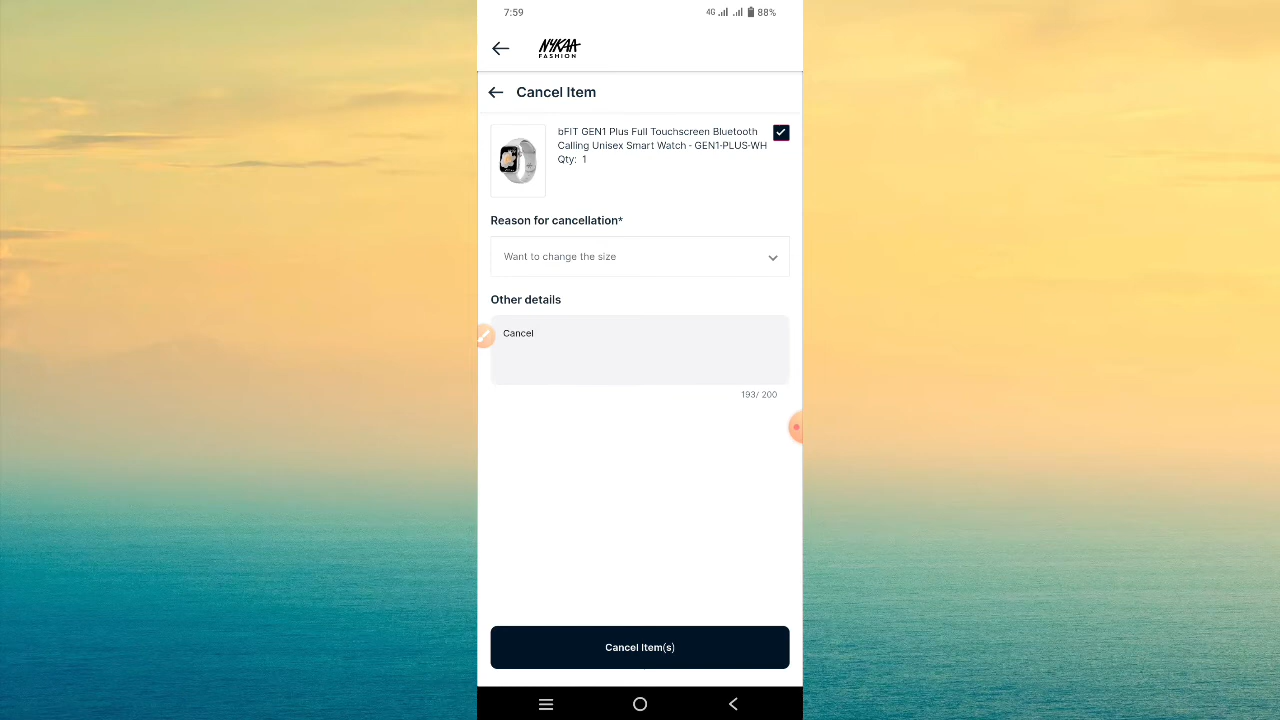 7:59
4G
88%
NYKAA
FASHION
Cancel Item
bFIT GEN1 Plus Full Touchscreen Bluetooth
Calling Unisex Smart Watch - GEN1-PLUS-WH
Qty: 1
Reason for cancellation*
Want to change the size
Other details
Cancel
193/ 200
Cancel Item(s)